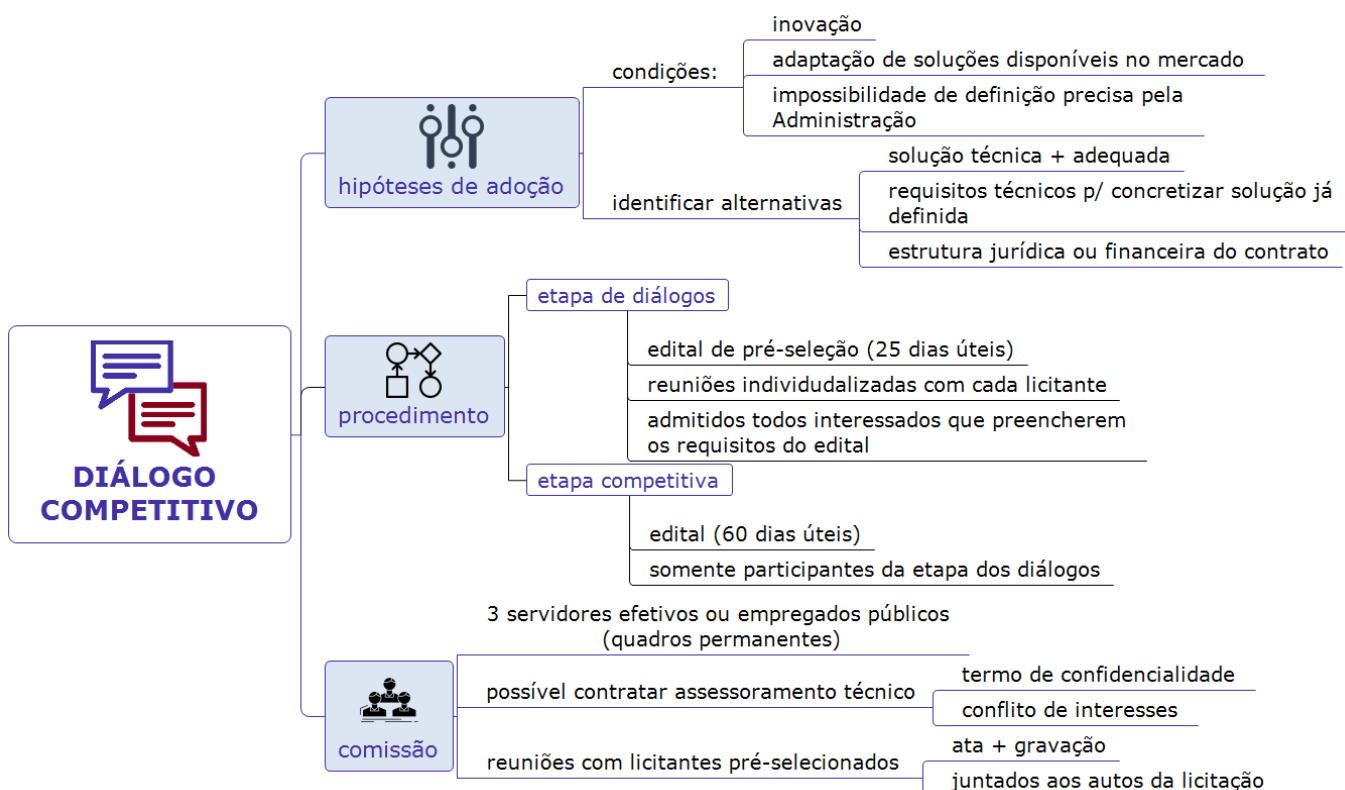 DIÁLOGO
COMPETITIVO
hipóteses de adoção
condições:
inovação
adaptação de soluções disponíveis no mercado
impossibilidade de definição precisa pela
Administração
identificar alternativas
solução técnica + adequada
requisitos técnicos p/ concretizar solução já
definida
estrutura jurídica ou financeira do contrato
procedimento
etapa de diálogos
edital de pré-seleção (25 dias úteis)
reuniões individudalizadas com cada licitante
admitidos todos interessados que preencherem
os requisitos do edital
etapa competitiva
edital (60 dias úteis)
somente participantes da etapa dos diálogos
comissão
3 servidores efetivos ou empregados públicos
(quadros permanentes)
possível contratar assessoramento técnico
termo de confidencialidade
conflito de interesses
reuniões com licitantes pré-selecionados
ata + gravação
juntados aos autos da licitação